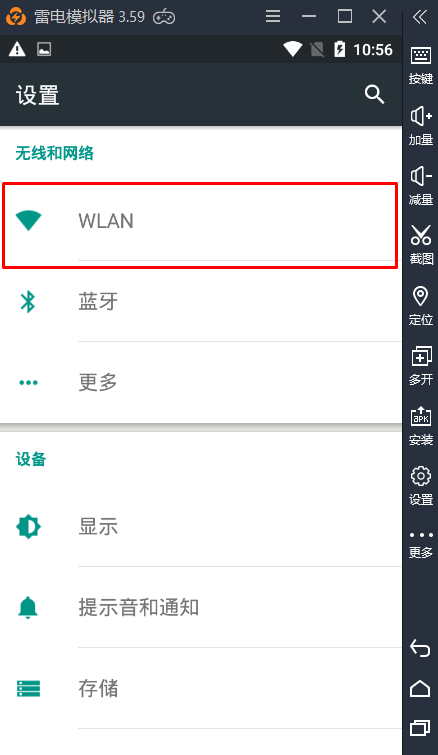 雷电模拟器 3.59
10:56
设置
无线和网络
WLAN
蓝牙
更多
设备
显示
提示音和通知
存储
按键
加量
减量
截图
定位
多开
APK
安装
设置
更多